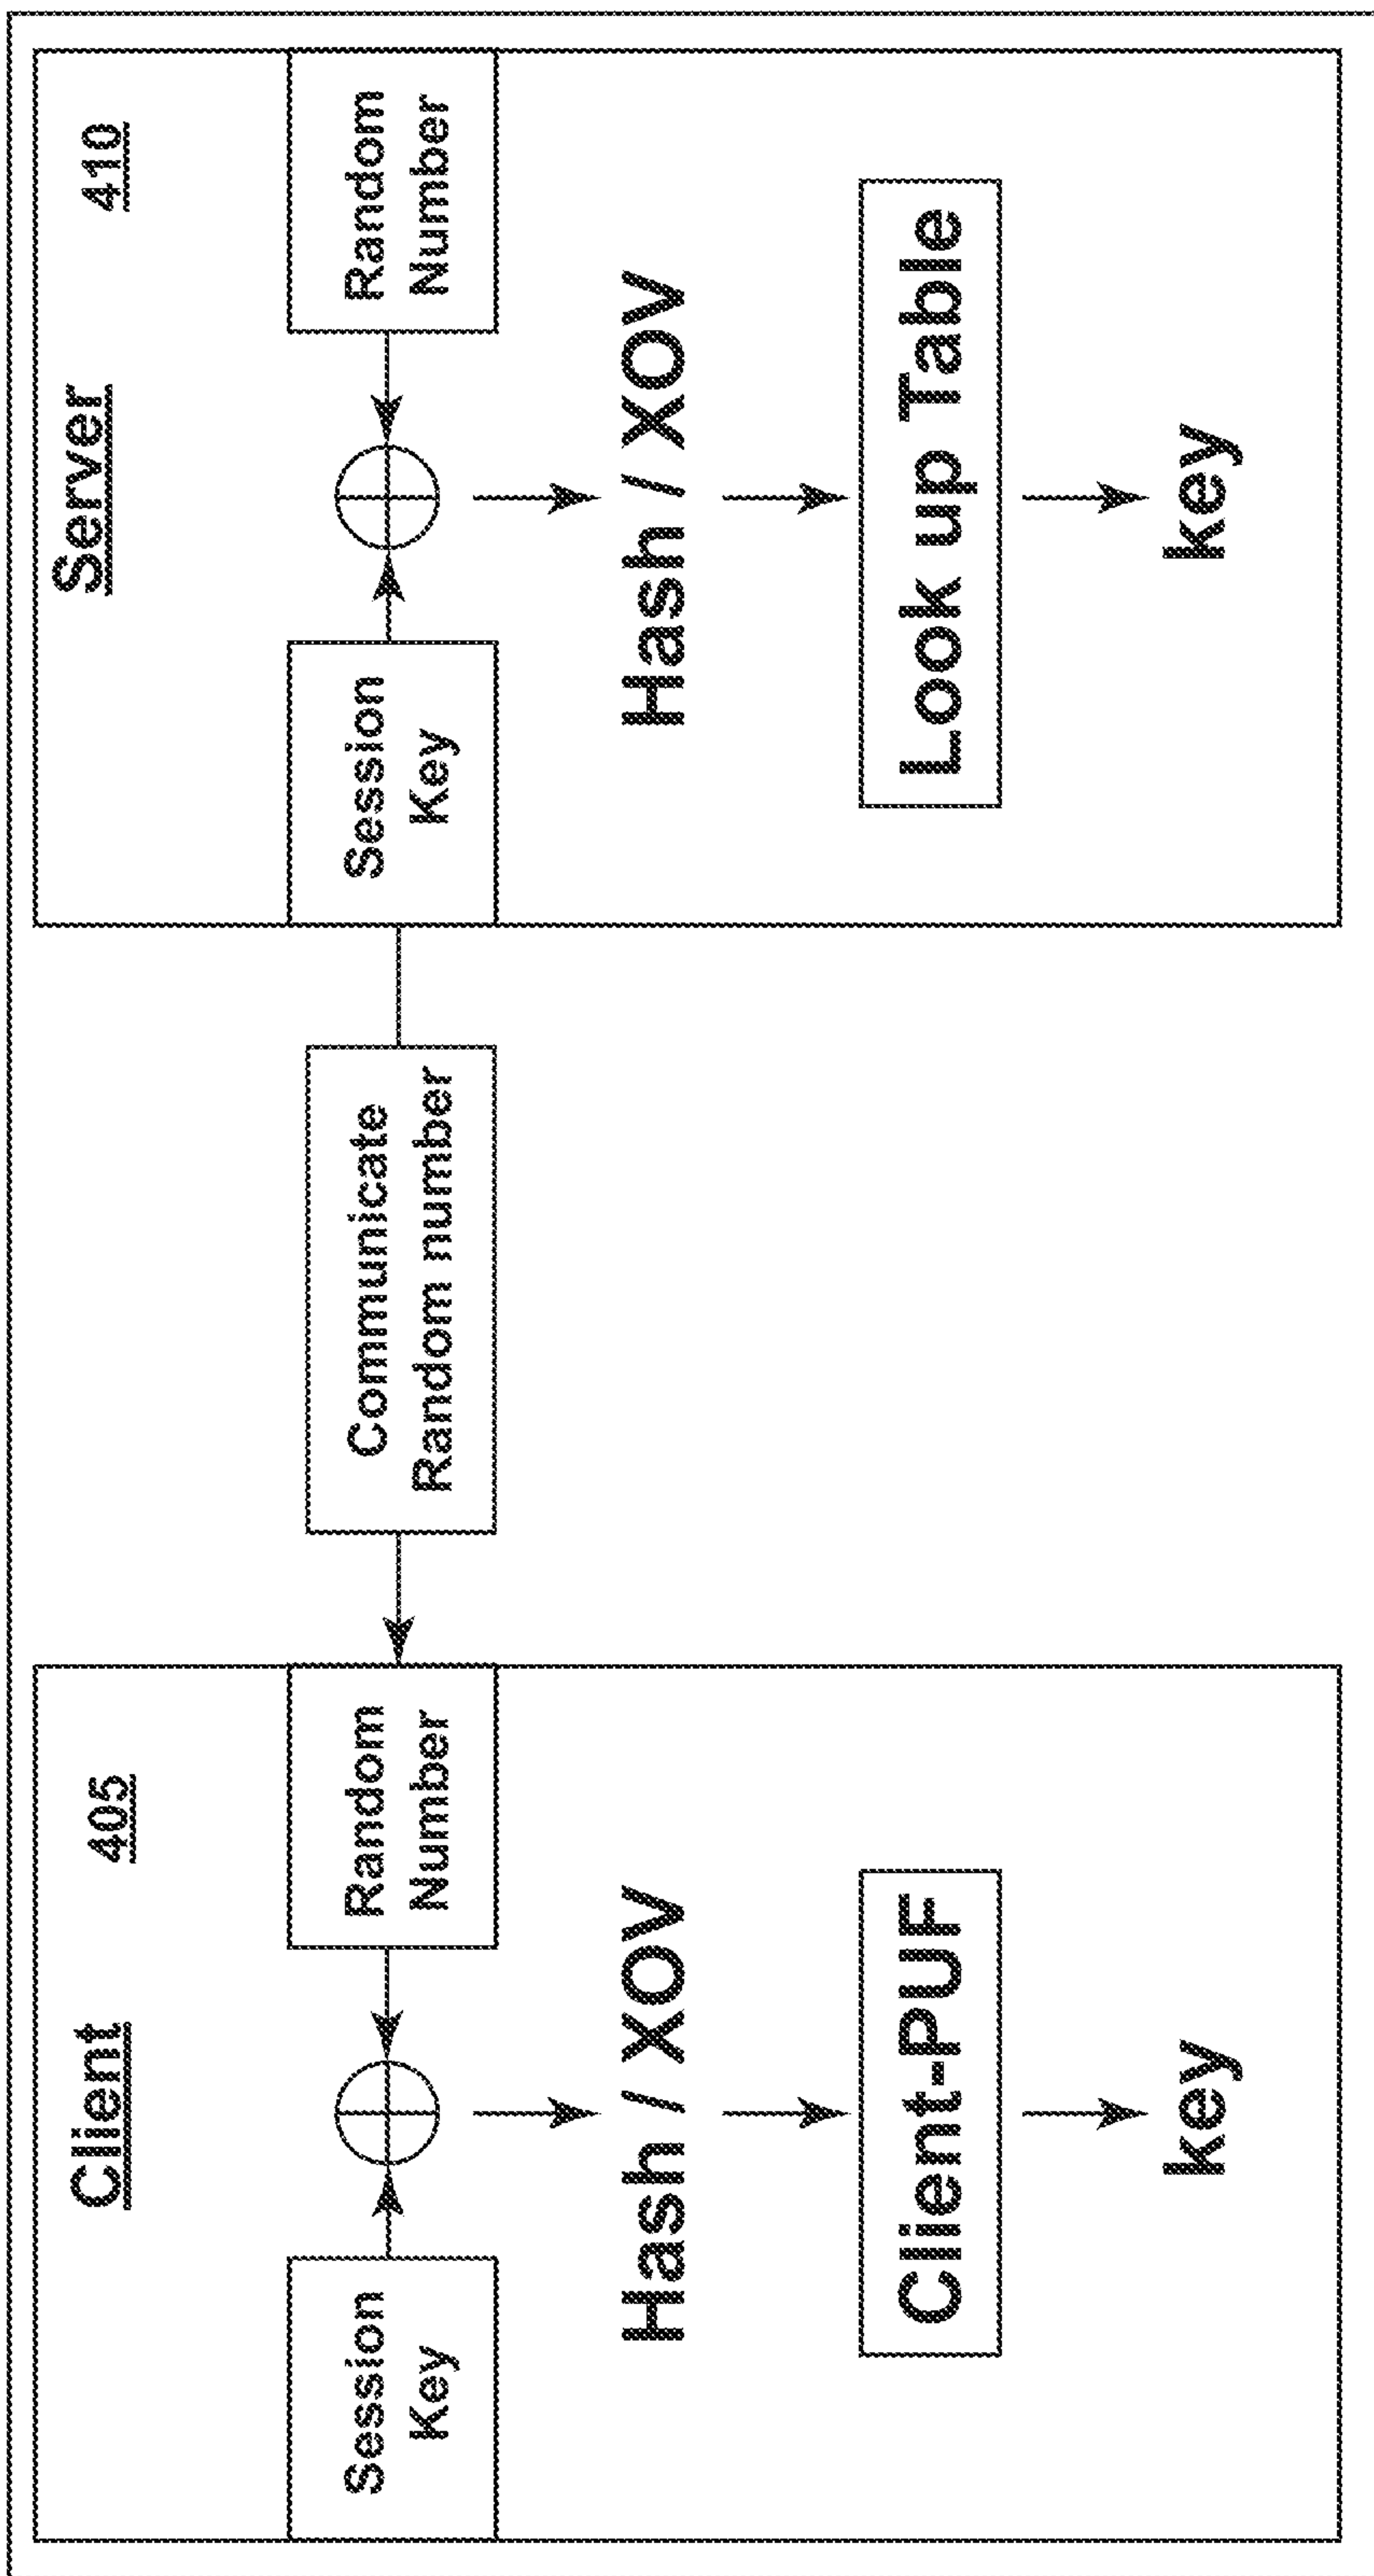 Client
405
Session
Key
Random
Number
Hash / XOV
Client-PUF
key
Communicate
Random number
Server
410
Session
Key
Random
Number
Hash / XOV
Look up Table
key